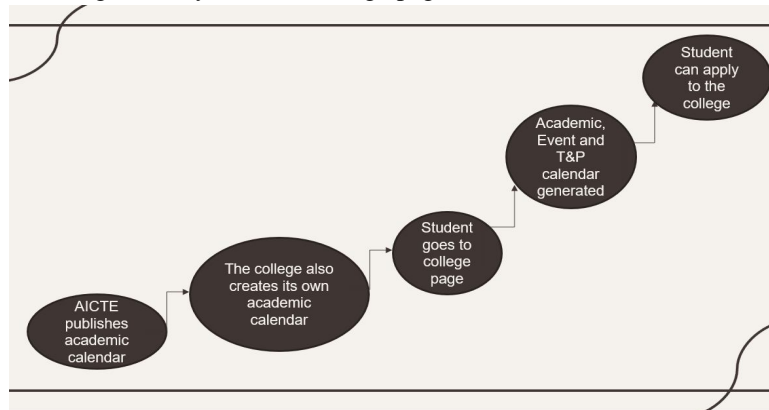 AICTE
publishes
academic
calendar
The college also
creates its own
academic
calendar
Student
goes to
college
page
Academic,
Event and
T&P
calendar
generated
Student
can apply
to the
college